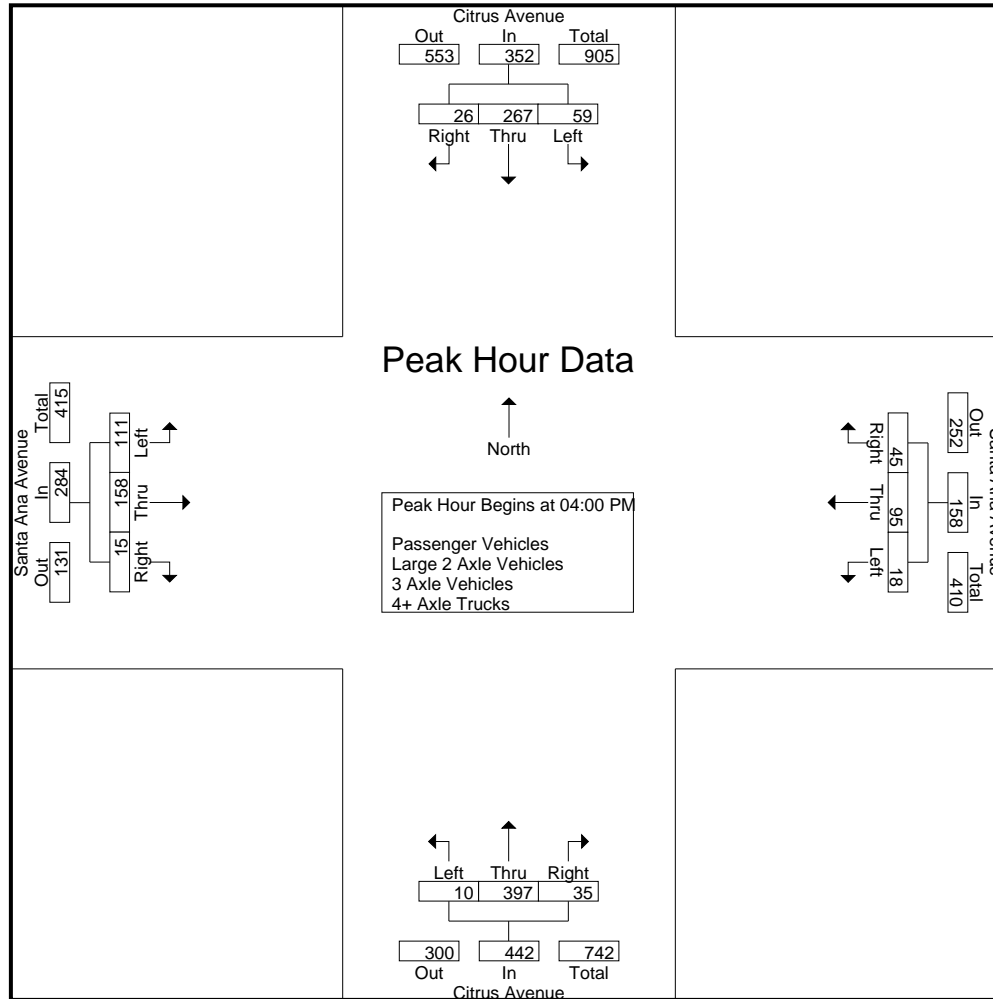 Citrus Avenue
Out In Total
553 352 905
26 267 59
Right Thru Left
Peak Hour Data
North
Peak Hour Begins at 04:00 PM
Passenger Vehicles
Large 2 Axle Vehicles
3 Axle Vehicles
4+ Axle Trucks
Santa Ana Avenue
Out In Total
131 284 415
15 158 111
Right Thru Left
Santa Ana Avenue
Out In Total
252 158 410
45 95 18
Right Thru Left
Left Thru Right
10 397 35
300 442 742
Out In Total
Citrus Avenue